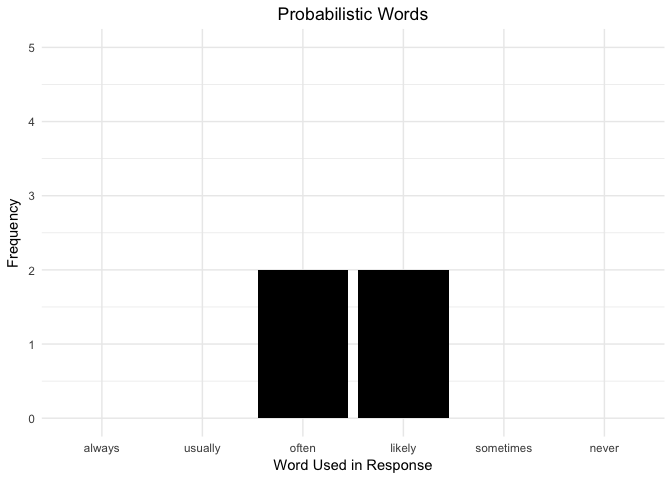 Probabilistic Words
5
4
3
2
1
0
Frequency
always usually often likely sometimes never
Word Used in Response